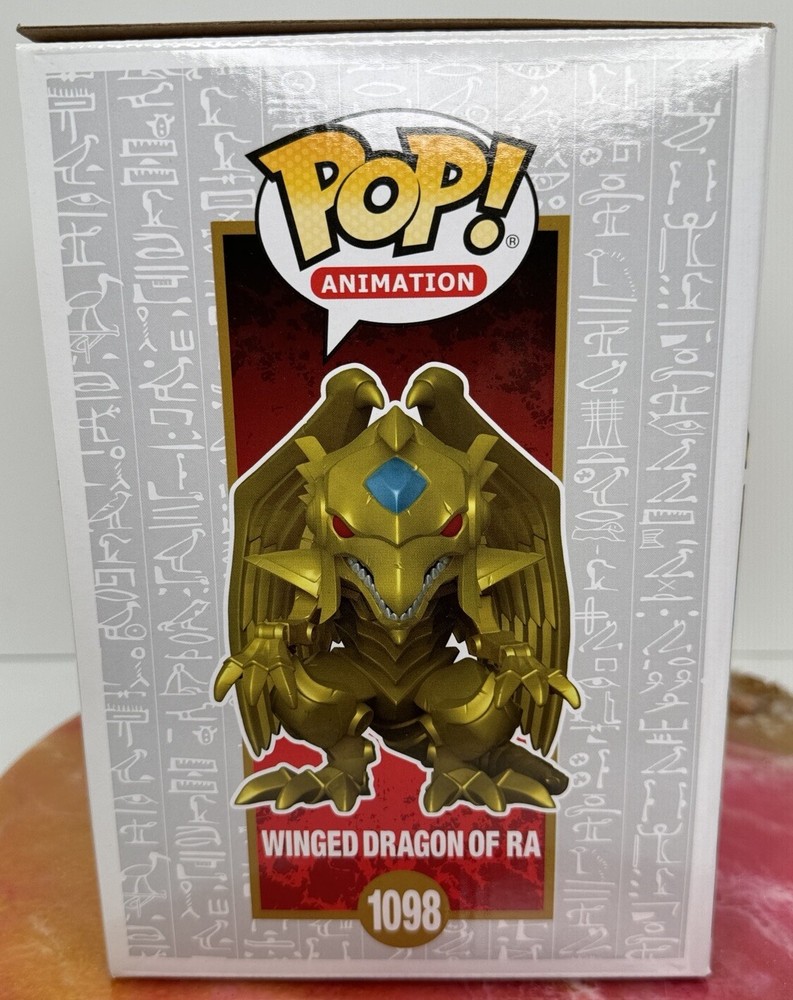 POP!®
ANIMATION
WINGED DRAGON OF RA
1098